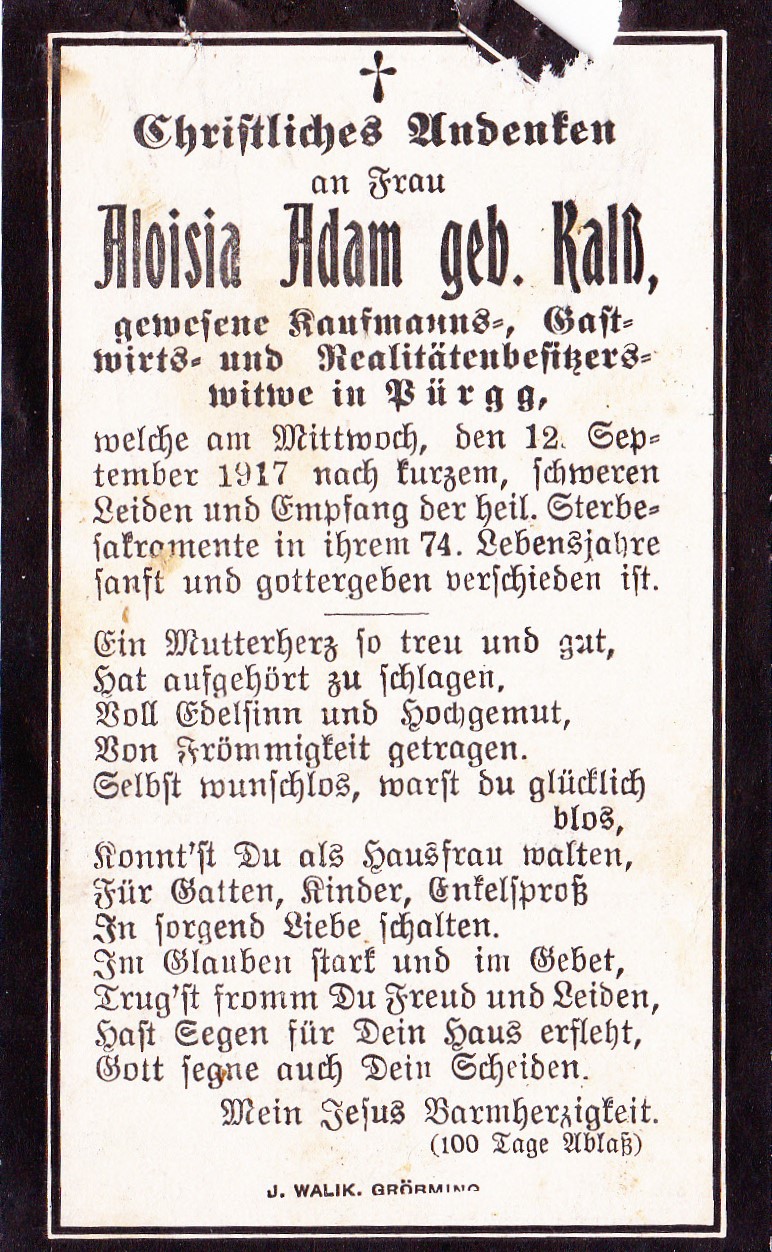 Christliches Andenken
an Frau
Aloisia Adam geb. Kalß,
gewesene Kaufmanns-, Gast-
wirts- und Realitätenbesitzers-
witwe in Pürgg,
welche am Mittwoch, den 12. Sep-
tember 1917 nach kurzem, schweren
Leiden und Empfang der heil. Sterbe-
sakramente in ihrem 74. Lebensjahre
sanft und gottergeben verschieden ist.
Ein Mutterherz so treu und gut,
Hat aufgehört zu schlagen,
Voll Edelsinn und Hochgemut,
Von Frömmigkeit getragen.
Selbst wunschlos, warst du glücklich
blos,
Konnt'st Du als Hausfrau walten,
Für Gatten, Kinder, Enkelsproß
In sorgend Liebe schalten.
Im Glauben stark und im Gebet,
Trug'st fromm Du Freud und Leiden,
Hast Segen für Dein Haus erfleht,
Gott segne auch Dein Scheiden.
Mein Jesus Barmherzigkeit.
(100 Tage Ablaß)
J. WALIK. GRÖRMING